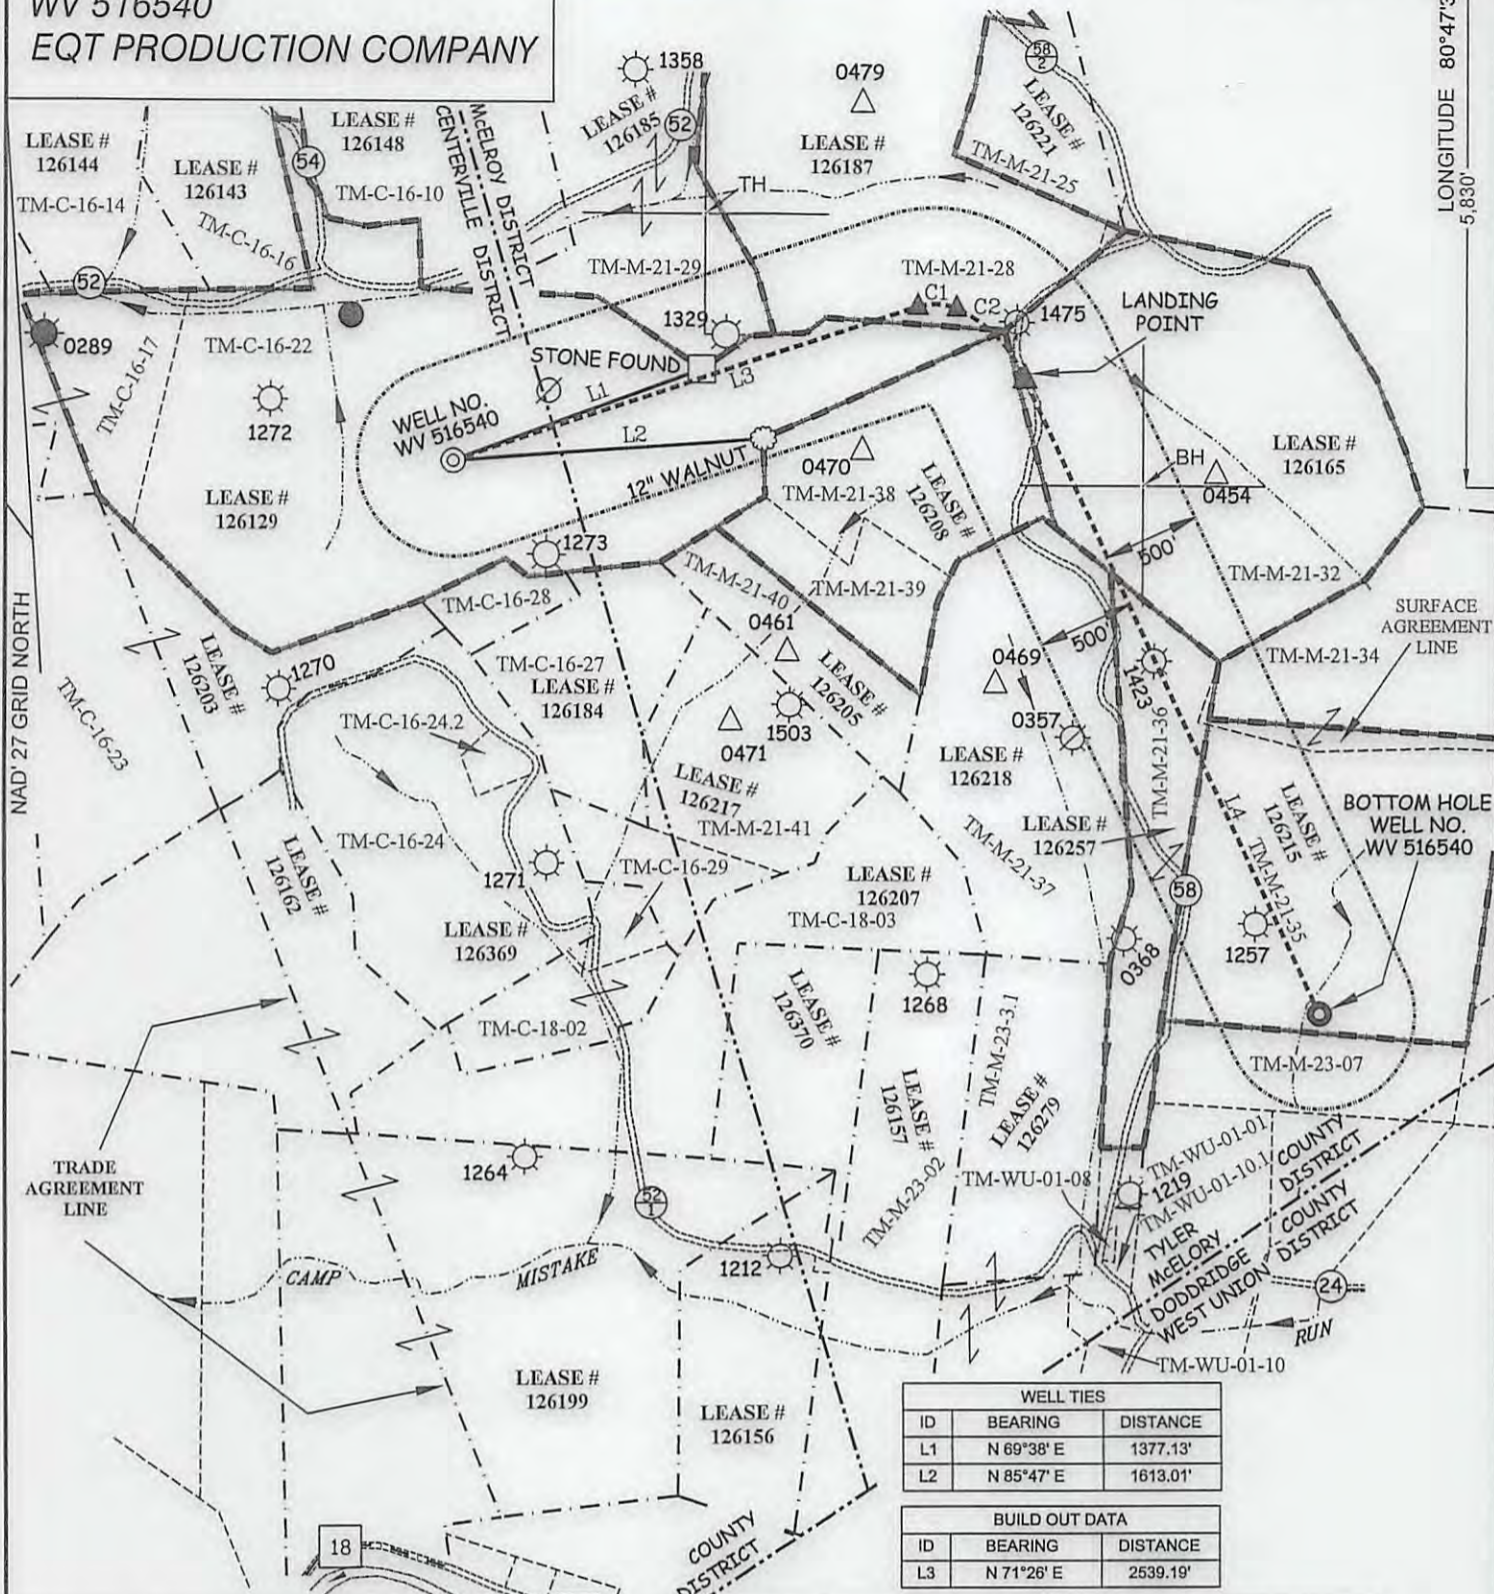 WV 516540
EQT PRODUCTION COMPANY
LONGITUDE 80°47'3
5,830'
1358
0479
58
2
LEASE #
126221
LEASE #
126144
LEASE #
126143
LEASE #
126148
54
McELROY DISTRICT
CENTERVILLE DISTRICT
LEASE #
126185
52
LEASE #
126187
TM-M-21-25
TM-C-16-14
TM-C-16-16
TM-C-16-10
TH
52
TM-M-21-29
TM-M-21-28
C1
C2
0289
TM-C-16-17
TM-C-16-22
1329
1475
LANDING
POINT
STONE FOUND
L1
L3
1272
WELL NO.
WV 516540
L2
12" WALNUT
0470
TM-M-21-38
LEASE #
126208
BH
0454
LEASE #
126165
LEASE #
126129
1273
500'
TM-M-21-32
TM-C-16-28
TM-M-21-40
TM-M-21-39
NAD' 27 GRID NORTH
SURFACE
AGREEMENT
LINE
0461
500'
TM-M-21-34
LEASE #
126203
1270
TM-C-16-27
LEASE #
126184
LEASE #
126205
0469
1423
TM-C-16-23
TM-C-16-24.2
0471
1503
0357
TM-M-21-36
LEASE #
126217
LEASE #
126218
L4
LEASE #
126215
BOTTOM HOLE
WELL NO.
WV 516540
TM-C-16-24
TM-M-21-41
TM-M-21-37
LEASE #
126257
TM-M-21-35
LEASE #
126162
1271
TM-C-16-29
LEASE #
126207
58
TM-C-18-03
LEASE #
126369
0368
1257
LEASE #
126370
1268
TM-M-23-3.1
TM-C-18-02
TM-M-23-07
LEASE #
126157
LEASE #
126279
TRADE
AGREEMENT
LINE
1264
TM-M-23-02
TM-WU-01-08
TM-WU-01-01
1219
TM-WU-01-10.1
COUNTY
DISTRICT
COUNTY
DISTRICT
TYLER
McELORY
DODDRIDGE
WEST UNION
52
1
CAMP
MISTAKE
1212
24
RUN
TM-WU-01-10
LEASE #
126199
LEASE #
126156
WELL TIES
ID BEARING DISTANCE
L1 N 69°38' E 1377.13'
L2 N 85°47' E 1613.01'
BUILD OUT DATA
ID BEARING DISTANCE
L3 N 71°26' E 2539.19'
18
COUNTY
DISTRICT